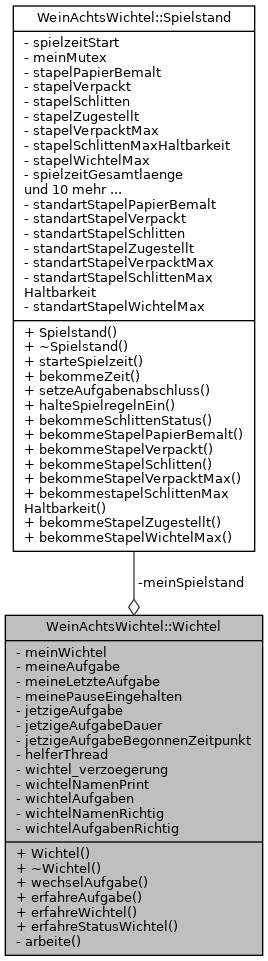 WeinAchtsWichtel::Spielstand
- spielzeitStart
- meinMutex
- stapelPapierBemalt
- stapelVerpackt
- stapelSchlitten
- stapelZugestellt
- stapelVerpacktMax
- stapelSchlittenMaxHaltbarkeit
- stapelWichtelMax
- spielzeitGesamtlaenge
und 10 mehr ...
- standartStapelPapierBemalt
- standartStapelVerpackt
- standartStapelSchlitten
- standartStapelZugestellt
- standartStapelVerpacktMax
- standartStapelSchlittenMax
Haltbarkeit
- standartStapelWichtelMax
+ Spielstand()
+ ~Spielstand()
+ starteSpielzeit()
+ bekommeZeit()
+ setzeAufgabenabschluss()
+ halteSpielregelnEin()
+ bekommeSchlittenStatus()
+ bekommeStapelPapierBemalt()
+ bekommeStapelVerpackt()
+ bekommeStapelSchlitten()
+ bekommeStapelVerpacktMax()
+ bekommestapelSchlittenMax
Haltbarkeit()
+ bekommeStapelZugestellt()
+ bekommeStapelWichtelMax()
-meinSpielstand
WeinAchtsWichtel::Wichtel
- meinWichtel
- meineAufgabe
- meineLetzteAufgabe
- meinePauseEingehalten
- jetzigeAufgabe
- jetzigeAufgabeDauer
- jetzigeAufgabeBegonnenZeitpunkt
- helferThread
- wichtel_verzoegerung
- wichtelNamenPrint
- wichtelAufgaben
- wichtelNamenRichtig
- wichtelAufgabenRichtig
+ Wichtel()
+ ~Wichtel()
+ wechselAufgabe()
+ erfahreAufgabe()
+ erfahreWichtel()
+ erfahreStatusWichtel()
- arbeite()